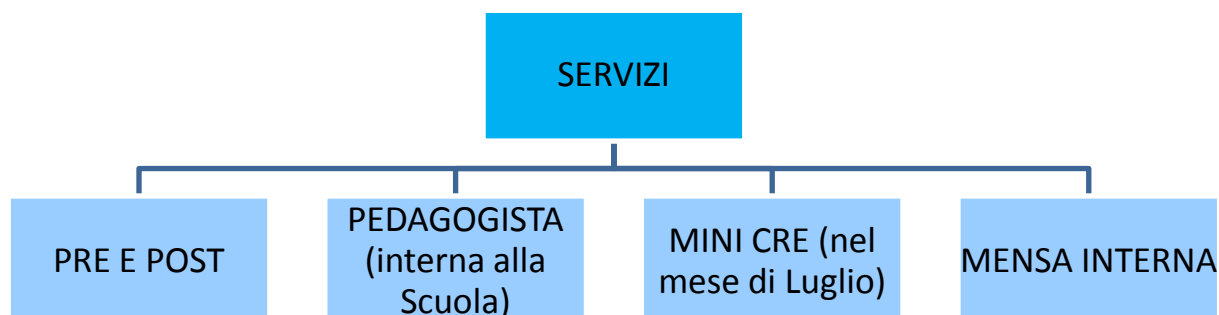 SERVIZI
PRE E POST
PEDAGOGISTA
(interna alla
Scuola)
MINI CRE (nel
mese di Luglio)
MENSA INTERNA